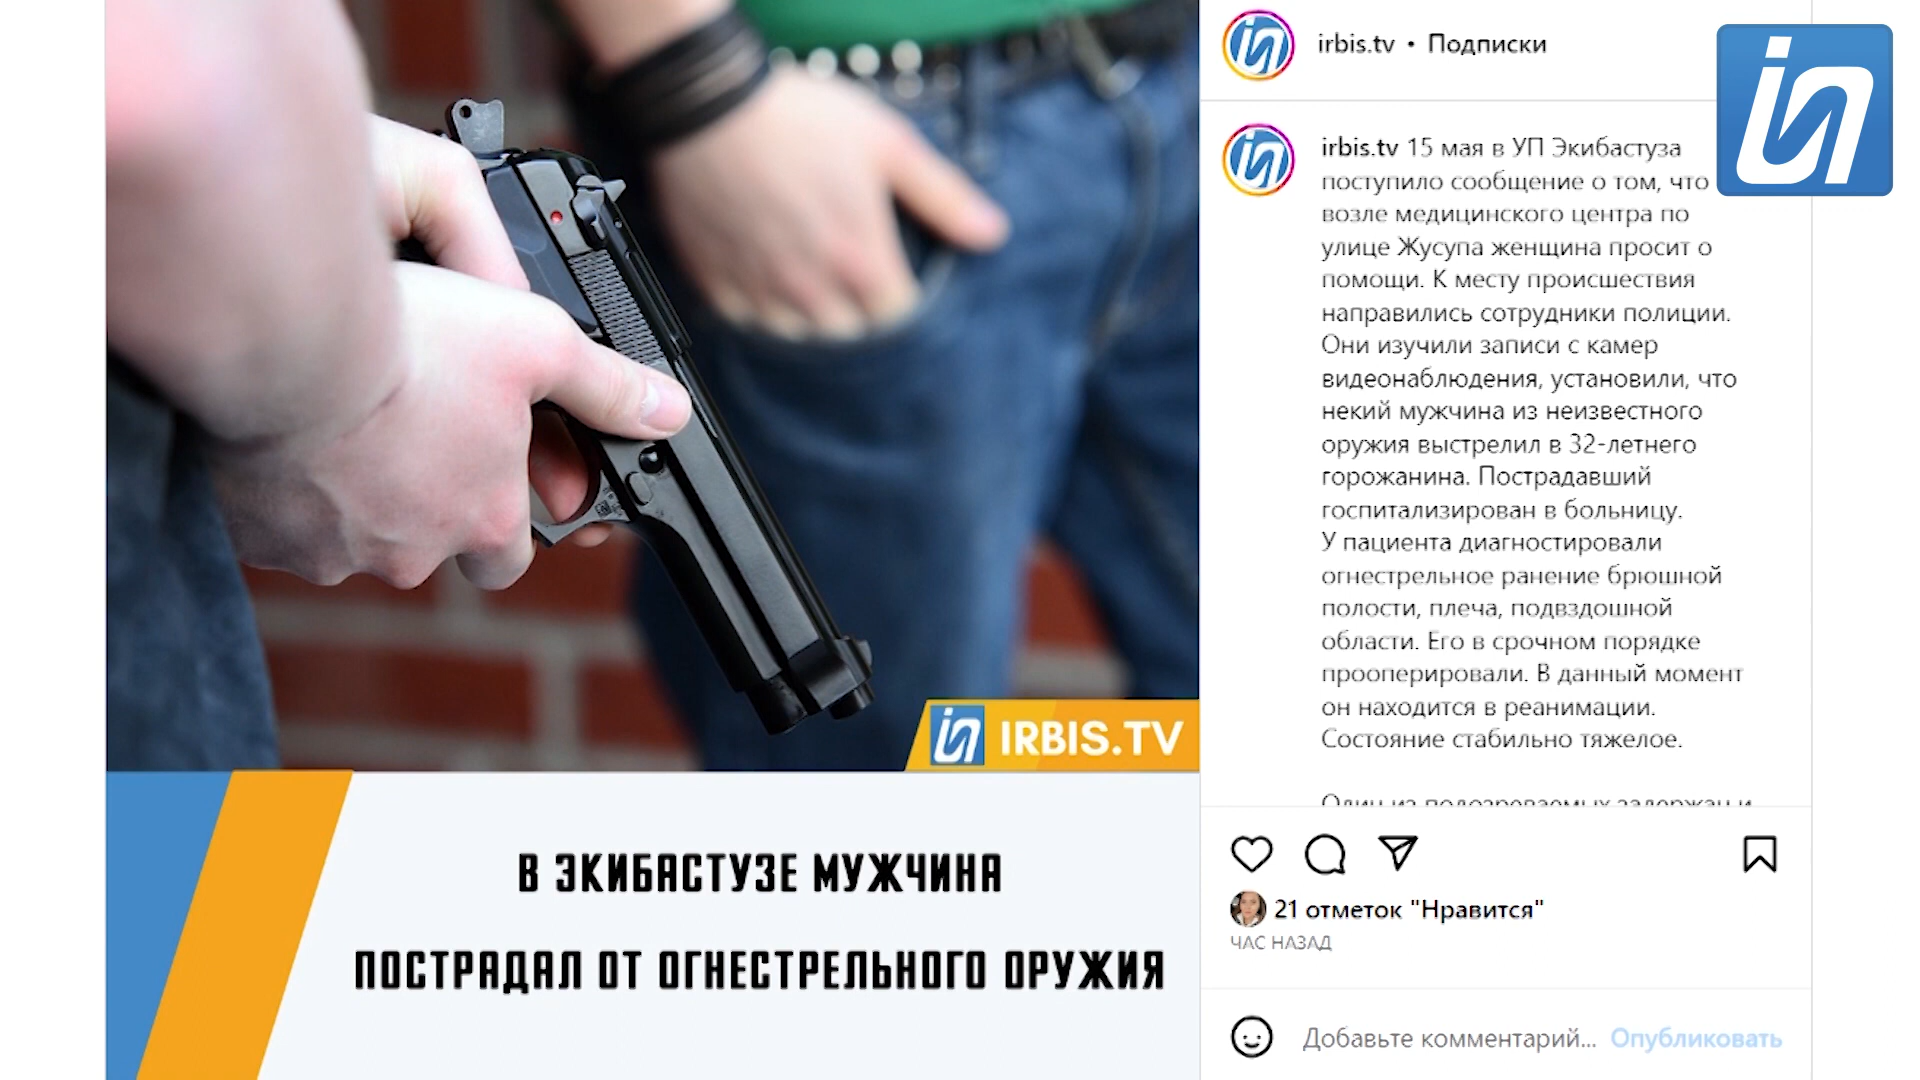 irbis.tv • Подписки
irbis.tv 15 мая в УП Экибастуза
поступило сообщение о том, что
возле медицинского центра по
улице Жусупа женщина просит о
помощи. К месту происшествия
направились сотрудники полиции.
Они изучили записи с камер
видеонаблюдения, установили, что
некий мужчина из неизвестного
оружия выстрелил в 32-летнего
горожанина. Пострадавший
госпитализирован в больницу.
У пациента диагностировали
огнестрельное ранение брюшной
полости, плеча, подвздошной
области. Его в срочном порядке
прооперировали. В данный момент
он находится в реанимации.
Состояние стабильно тяжелое.
Один из подозреваемых задержан и
IRBIS.TV
В ЭКИБАСТУЗЕ МУЖЧИНА
ПОСТРАДАЛ ОТ ОГНЕСТРЕЛЬНОГО ОРУЖИЯ
21 отметок "Нравится"
ЧАС НАЗАД
Добавьте комментарий... Опубликовать